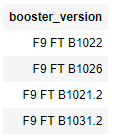 booster_version
F9 FT B1022
F9 FT B1026
F9 FT B1021.2
F9 FT B1031.2